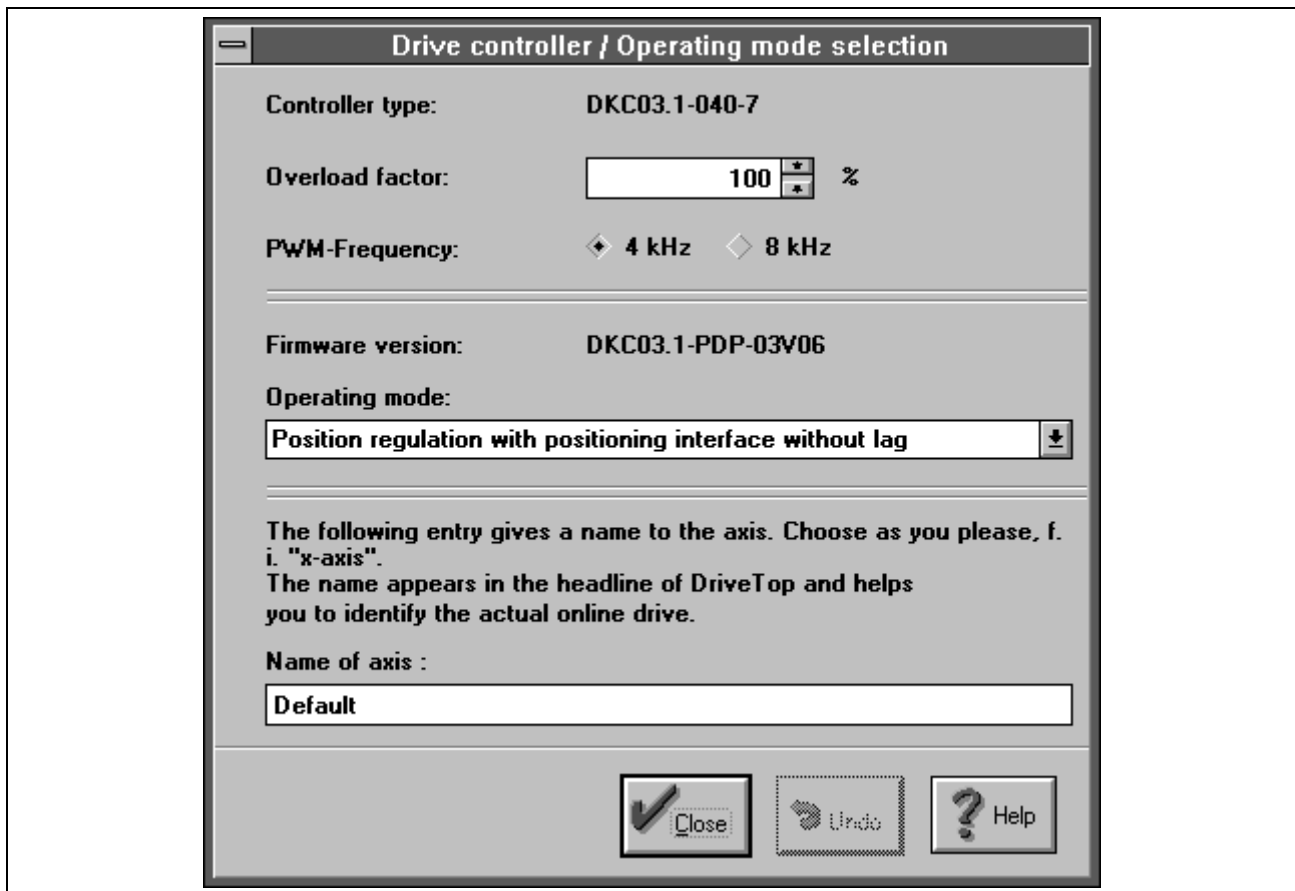 Drive controller / Operating mode selection
Controller type: DKC03.1-040-7
Overload factor: 100 %
PWM-Frequency: 4 kHz 8 kHz
Firmware version: DKC03.1-PDP-03V06
Operating mode:
Position regulation with positioning interface without lag
The following entry gives a name to the axis. Choose as you please, f.
i. "x-axis".
The name appears in the headline of DriveTop and helps
you to identify the actual online drive.
Name of axis :
Default
Close Undo Help